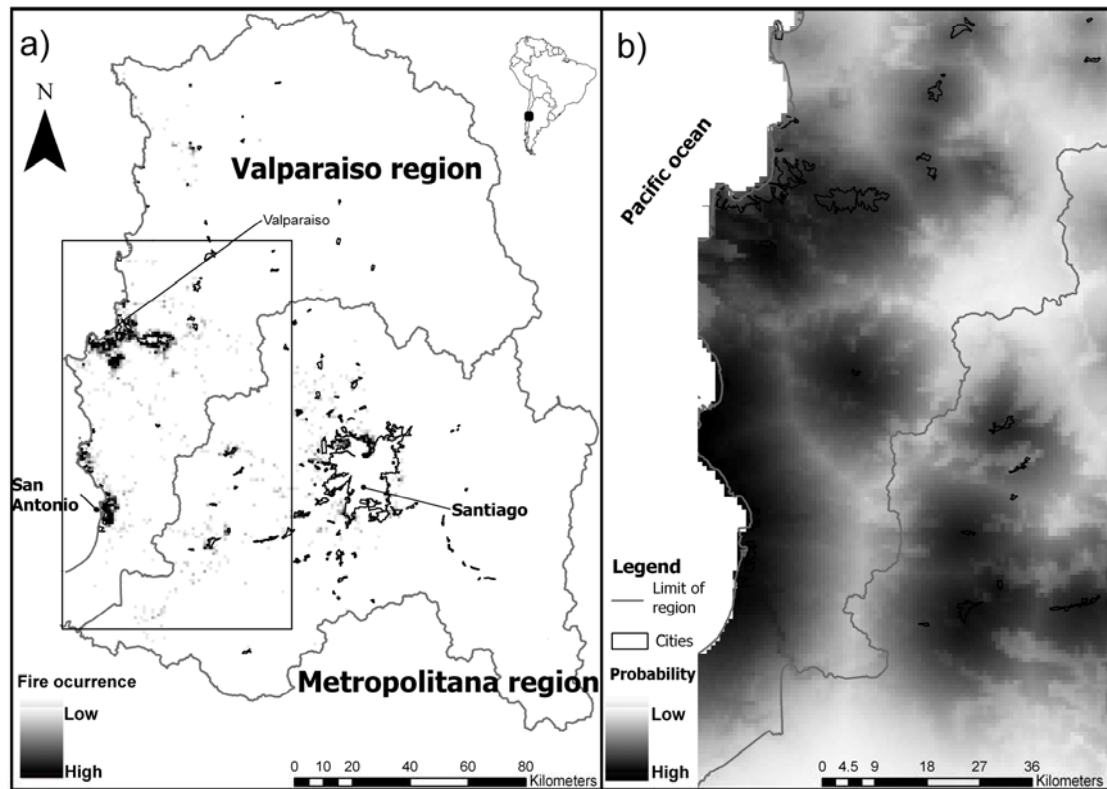 a)
N
Valparaiso region
Valparaiso
San
Antonio
Santiago
Metropolitana region
Fire ocurrence
Low
High
0 10 20 40 60 80
Kilometers
b)
Pacific ocean
Legend
Limit of
region
Cities
Probability
Low
High
0 4.5 9 18 27 36
Kilometers